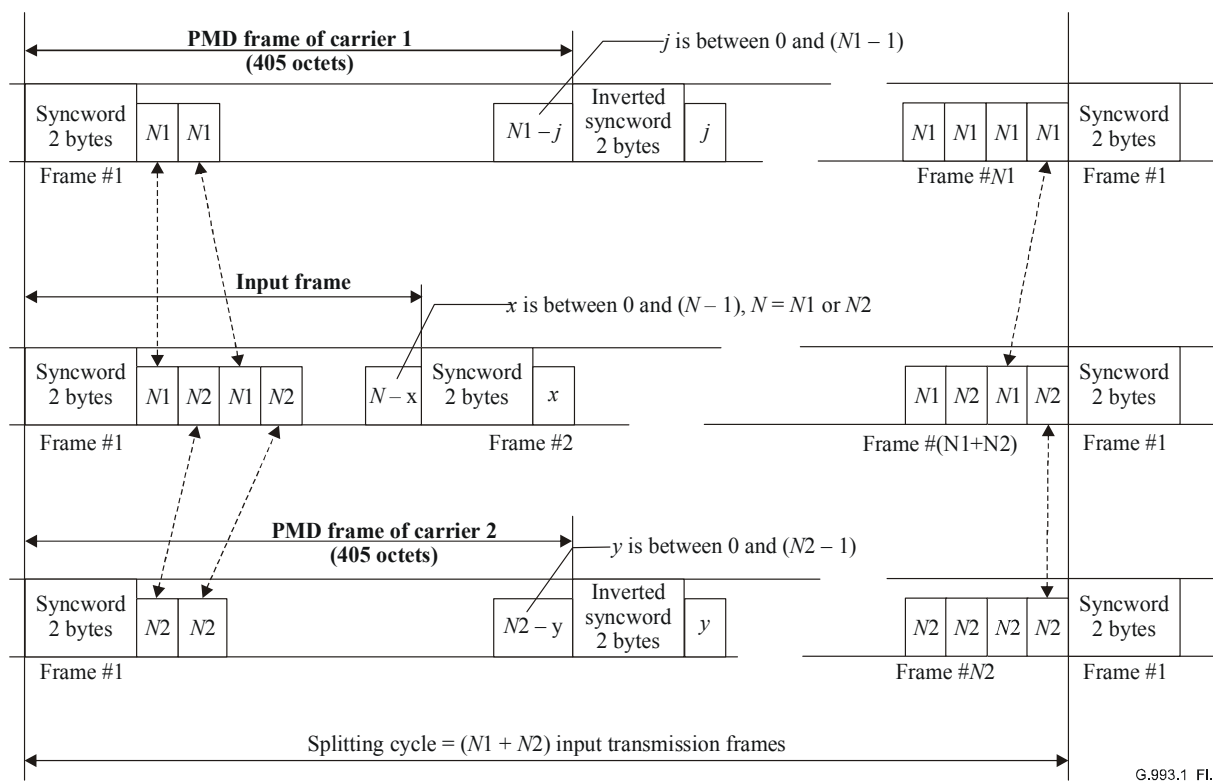 PMD frame of carrier 1
(405 octets)
j is between 0 and (N1 – 1)
Syncword
2 bytes
N1
N1
N1 – j
Inverted
syncword
2 bytes
j
N1
N1
N1
N1
Syncword
2 bytes
Frame #1
Frame #N1
Frame #1
Input frame
x is between 0 and (N – 1), N = N1 or N2
Syncword
2 bytes
N1
N2
N1
N2
N – x
Syncword
2 bytes
x
N1
N2
N1
N2
Syncword
2 bytes
Frame #1
Frame #2
Frame #(N1+N2)
Frame #1
PMD frame of carrier 2
(405 octets)
y is between 0 and (N2 – 1)
Syncword
2 bytes
N2
N2
N2 – y
Inverted
syncword
2 bytes
y
N2
N2
N2
N2
Syncword
2 bytes
Frame #1
Frame #N2
Frame #1
Splitting cycle = (N1 + N2) input transmission frames